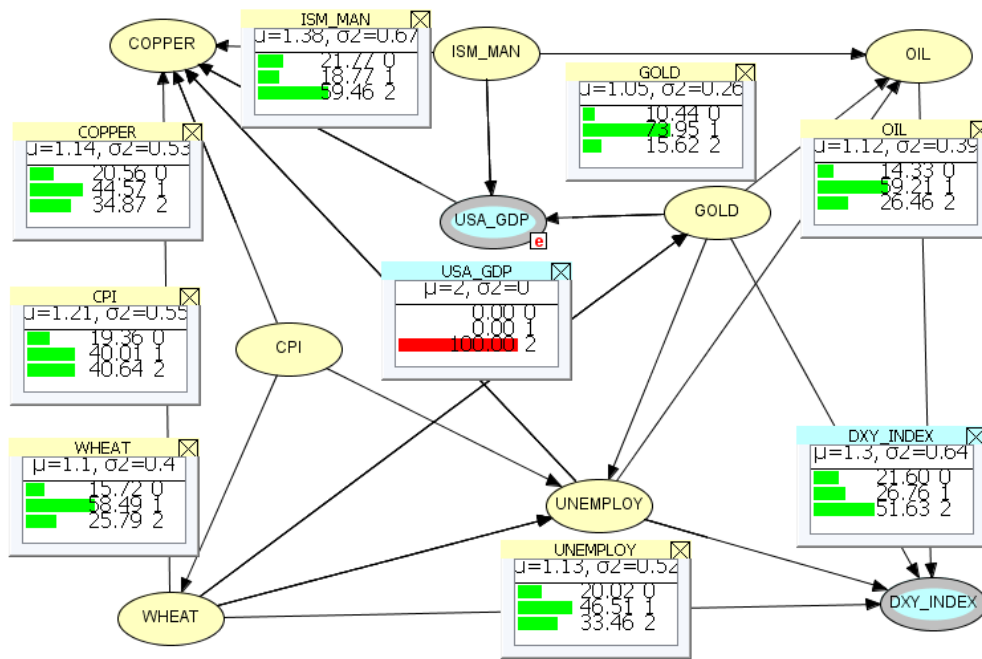 ISM_MAN
μ=1.38, σ2=0.67
21.77 0
18.77 1
59.46 2
COPPER
ISM_MAN
OIL
GOLD
μ=1.05, σ2=0.26
10.44 0
73.95 1
15.62 2
COPPER
μ=1.14, σ2=0.53
20.56 0
44.57 1
34.87 2
OIL
μ=1.12, σ2=0.39
14.33 0
59.21 1
26.46 2
USA_GDP
e
GOLD
USA_GDP
μ=2, σ2=0
0.00 0
0.00 1
100.00 2
CPI
μ=1.21, σ2=0.55
19.36 0
40.01 1
40.64 2
CPI
WHEAT
μ=1.1, σ2=0.4
15.72 0
58.49 1
25.79 2
DXY_INDEX
μ=1.3, σ2=0.64
21.60 0
26.76 1
51.63 2
UNEMPLOY
UNEMPLOY
μ=1.13, σ2=0.52
20.02 0
46.51 1
33.46 2
WHEAT
DXY_INDEX